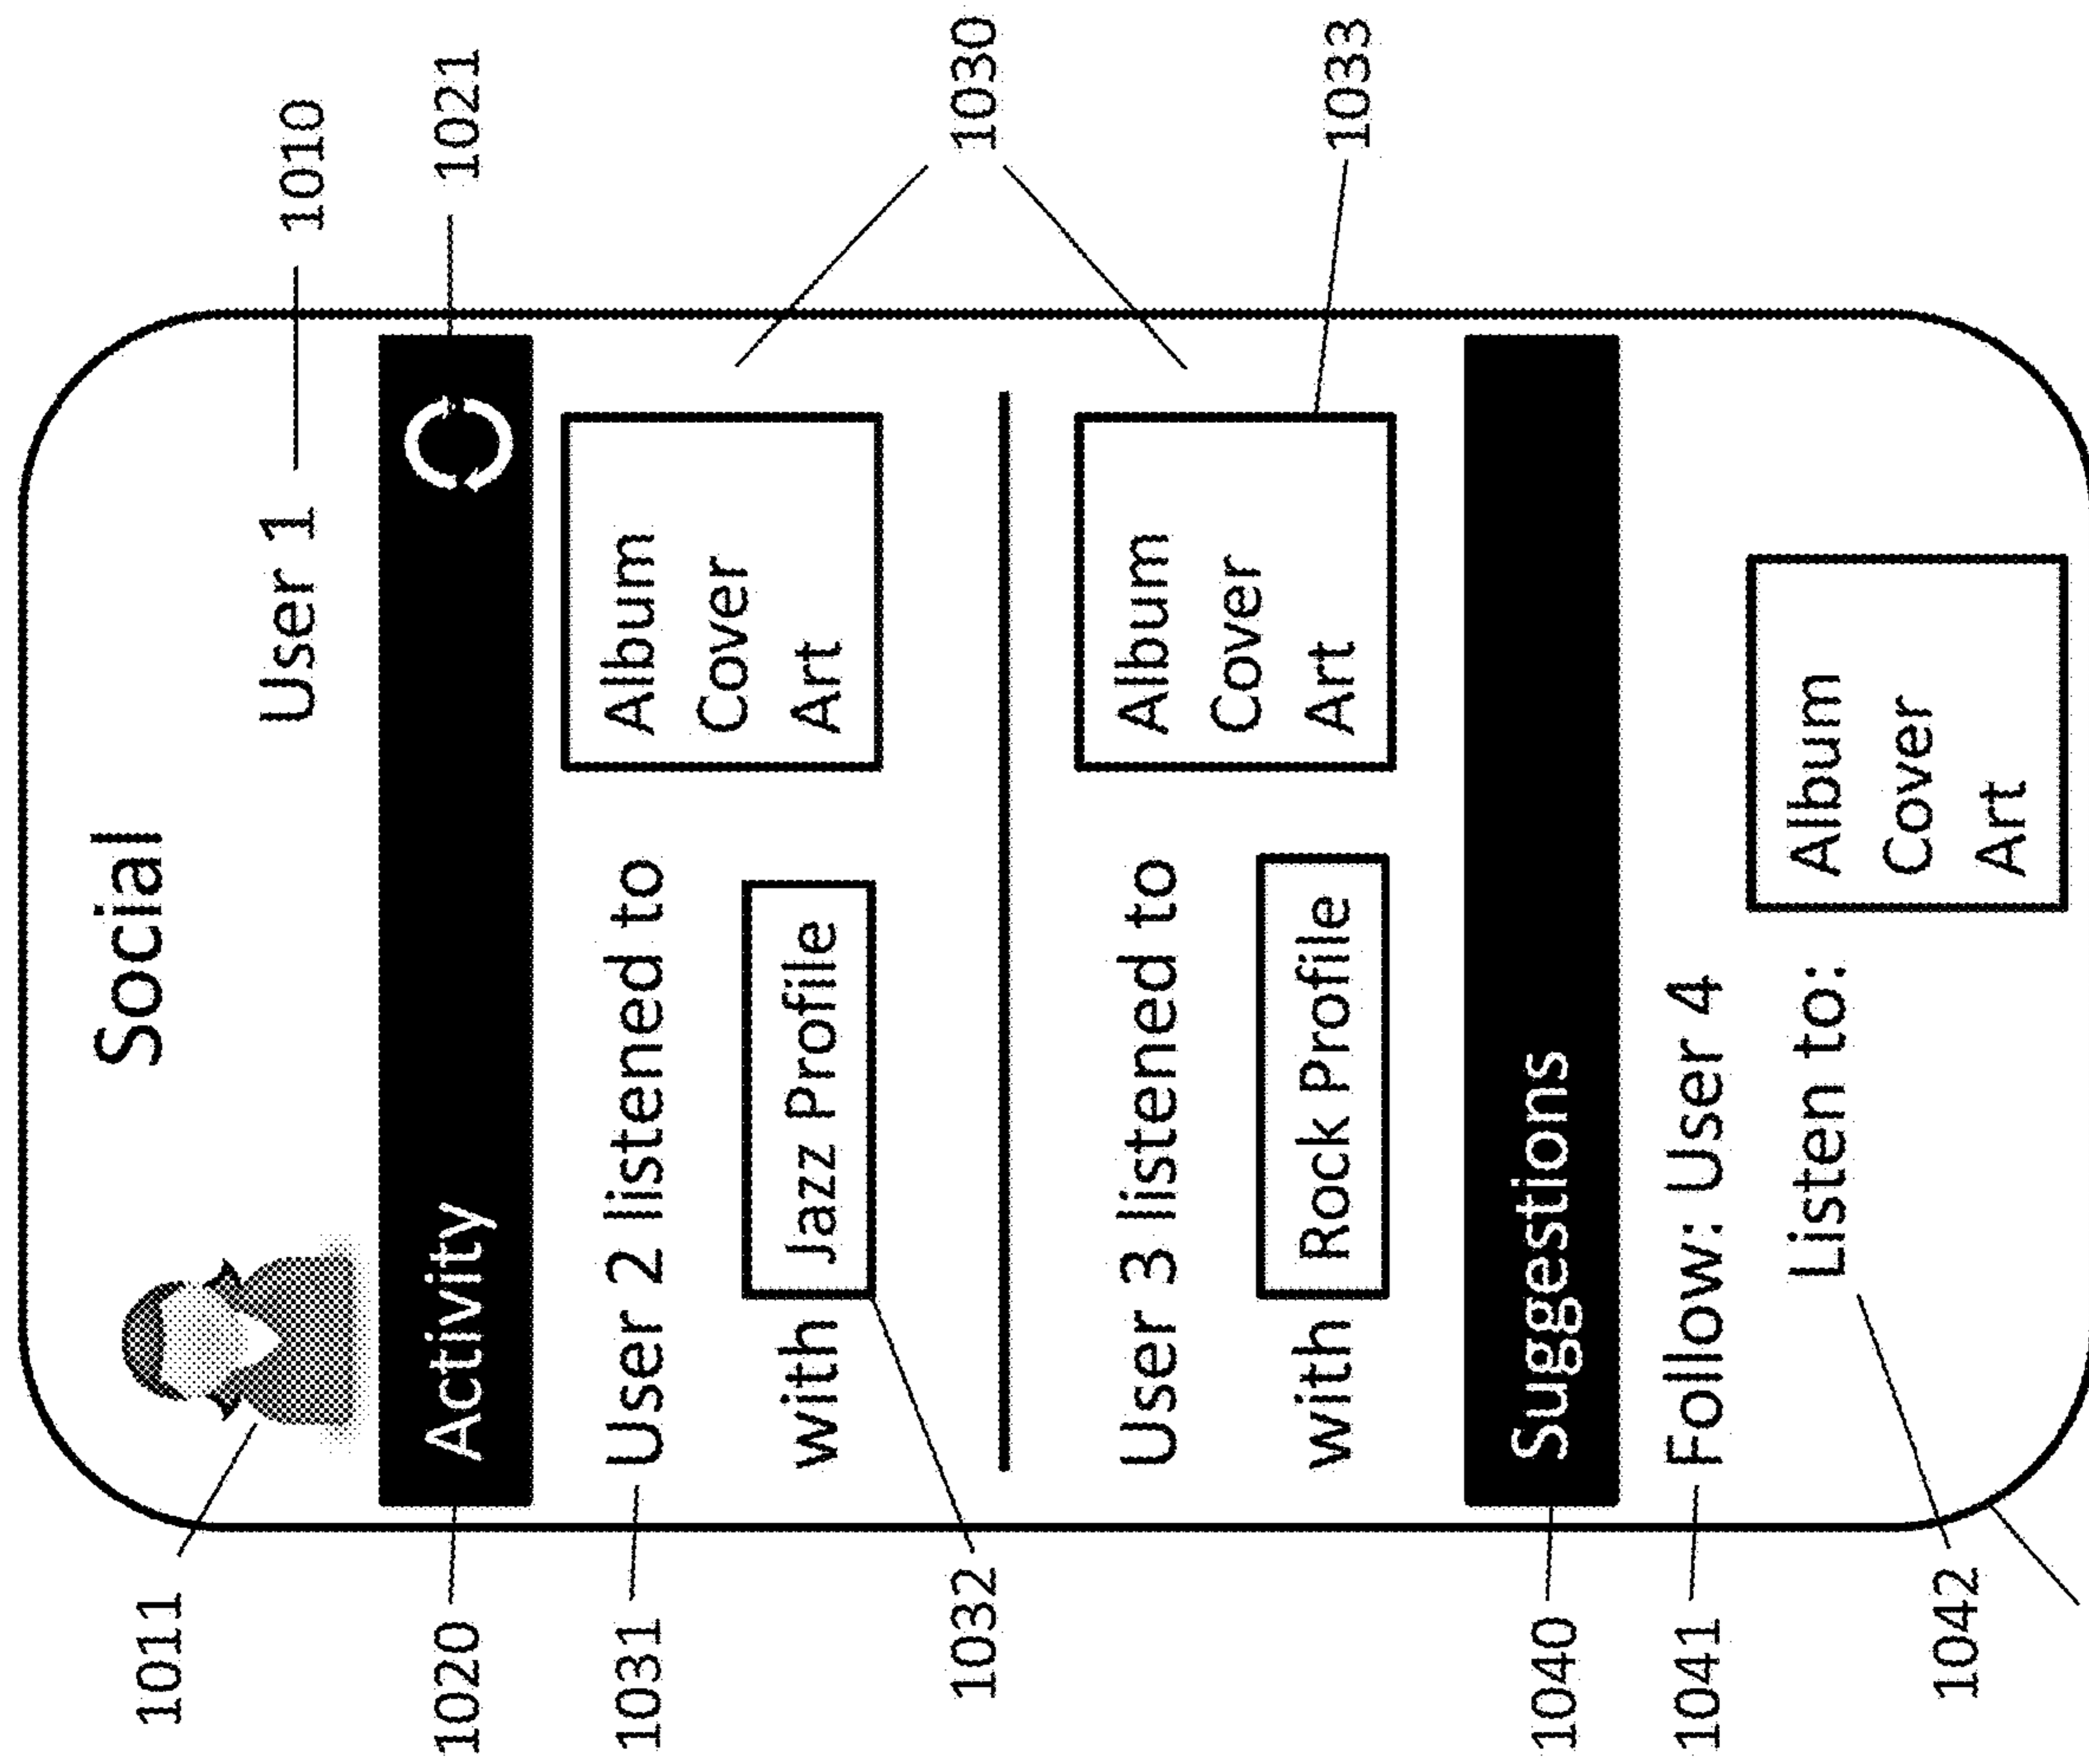 Social
User 1
1010
1011
Activity
1020
1021
User 2 listened to
1031
with Jazz Profile
1032
Album
Cover
Art
1030
User 3 listened to
with Rock Profile
Album
Cover
Art
1033
Suggestions
1040
Follow: User 4
1041
Listen to:
1042
Album
Cover
Art